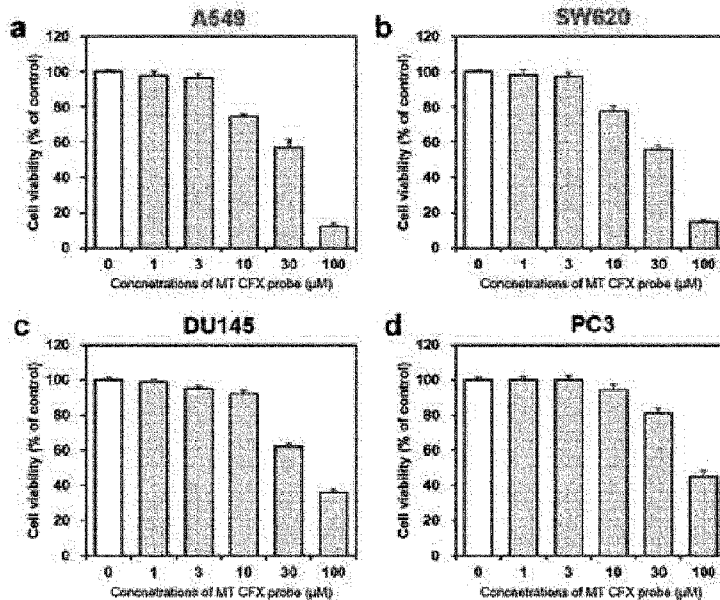 a
A549
Cell viability (% of control)
120
100
80
60
40
20
0
0 1 3 10 30 100
Concnetrations of MT CFX probe (μM)
b
SW620
Cell viability (% of control)
120
100
80
60
40
20
0
0 1 3 10 30 100
Concnetrations of MT CFX probe (μM)
c
DU145
Cell viability (% of control)
120
100
80
60
40
20
0
0 1 3 10 30 100
Concnetrations of MT CFX probe (μM)
d
PC3
Cell viability (% of control)
120
100
80
60
40
20
0
0 1 3 10 30 100
Concnetrations of MT CFX probe (μM)